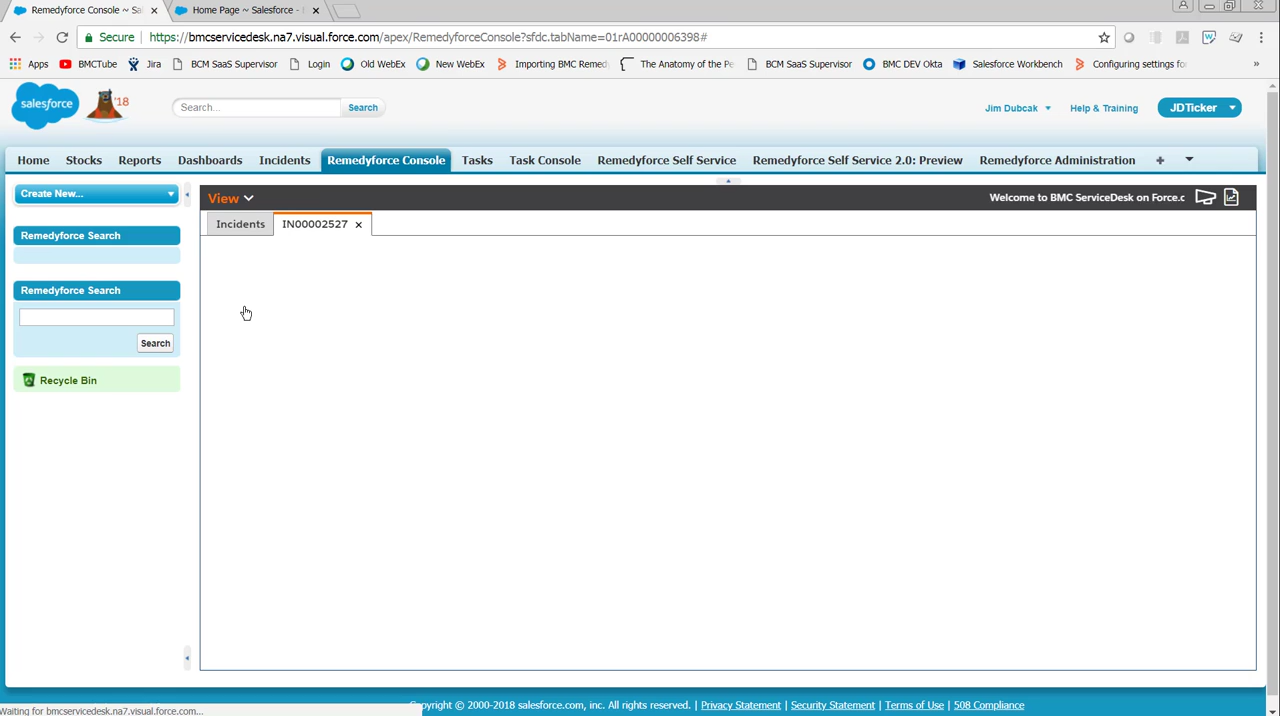 Remedyforce Console ~ Sa
Home Page ~ Salesforce -
Secure
https://bmcservicedesk.na7.visual.force.com/apex/RemedyforceConsole?sfdc.tabName=01rA00000006398#
Apps
BMCTube
Jira
BCM SaaS Supervisor
Login
Old WebEx
New WebEx
Importing BMC Remed
The Anatomy of the Pe
BCM SaaS Supervisor
BMC DEV Okta
Salesforce Workbench
Configuring settings fo
»
salesforce
'18
Search...
Search
Jim Dubcak
Help & Training
JDTicker
Home
Stocks
Reports
Dashboards
Incidents
Remedyforce Console
Tasks
Task Console
Remedyforce Self Service
Remedyforce Self Service 2.0: Preview
Remedyforce Administration
+
Create New...
View
Welcome to BMC ServiceDesk on Force.c
Incidents
IN00002527
Remedyforce Search
Remedyforce Search
Search
Recycle Bin
Waiting for bmcservicedesk.na7.visual.force.com...
opyright © 2000-2018 salesforce.com, inc. All rights reserved. | Privacy Statement | Security Statement | Terms of Use | 508 Compliance